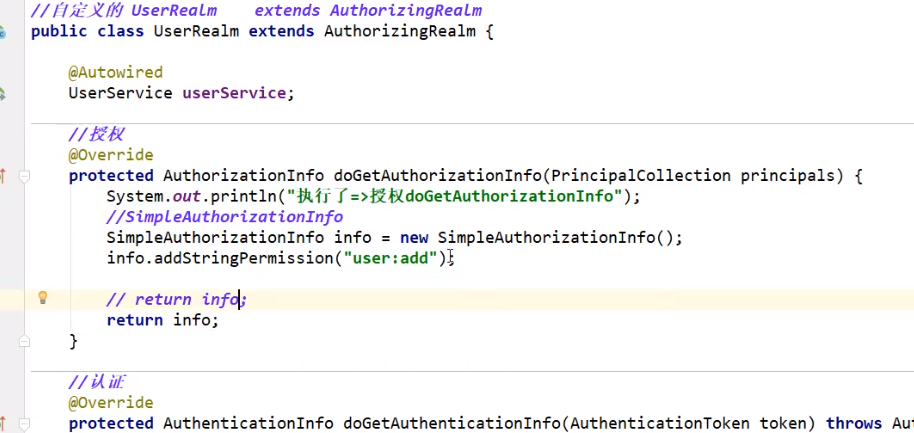 //自定义的 UserRealm    extends AuthorizingRealm
public class UserRealm extends AuthorizingRealm {
@Autowired
UserService userService;
//授权
@Override
protected AuthorizationInfo doGetAuthorizationInfo(PrincipalCollection principals) {
System.out.println("执行了=>授权doGetAuthorizationInfo");
//SimpleAuthorizationInfo
SimpleAuthorizationInfo info = new SimpleAuthorizationInfo();
info.addStringPermission("user:add");
// return info;
return info;
}
//认证
@Override
protected AuthenticationInfo doGetAuthenticationInfo(AuthenticationToken token) throws Au